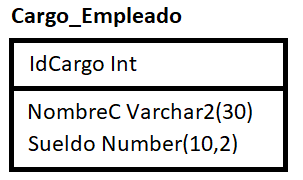 Cargo_Empleado
IdCargo Int
NombreC Varchar2(30)
Sueldo Number(10,2)